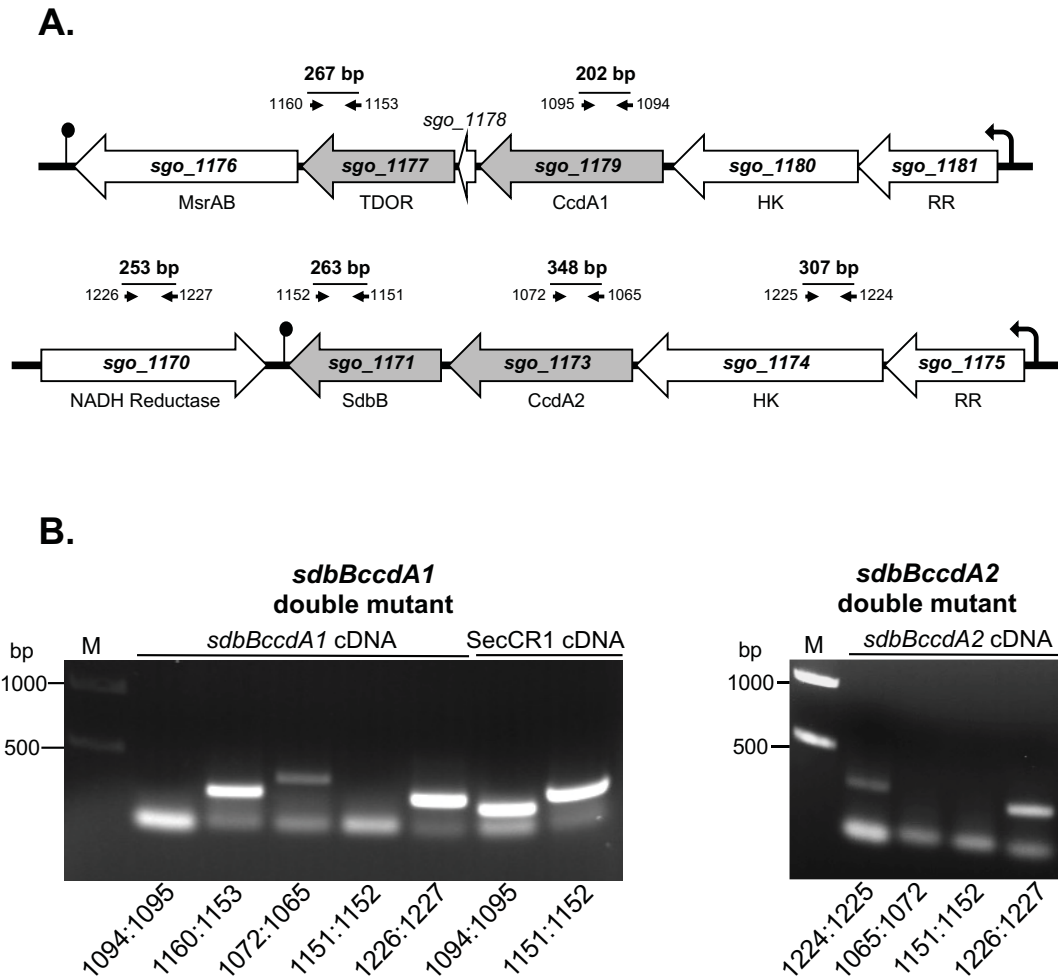 A.
267 bp
202 bp
1160
1153
1095
1094
sgo_1178
sgo_1176
sgo_1177
sgo_1179
sgo_1180
sgo_1181
MsrAB
TDOR
CcdA1
HK
RR
253 bp
263 bp
348 bp
307 bp
1226
1227
1152
1151
1072
1065
1225
1224
sgo_1170
sgo_1171
sgo_1173
sgo_1174
sgo_1175
NADH Reductase
SdbB
CcdA2
HK
RR
B.
sdbBccdA1
double mutant
bp
M
sdbBccdA1 cDNA
SecCR1 cDNA
1000
500
1094:1095
1160:1153
1072:1065
1151:1152
1226:1227
1094:1095
1151:1152
sdbBccdA2
double mutant
bp
M
sdbBccdA2 cDNA
1000
500
1224:1225
1065:1072
1151:1152
1226:1227